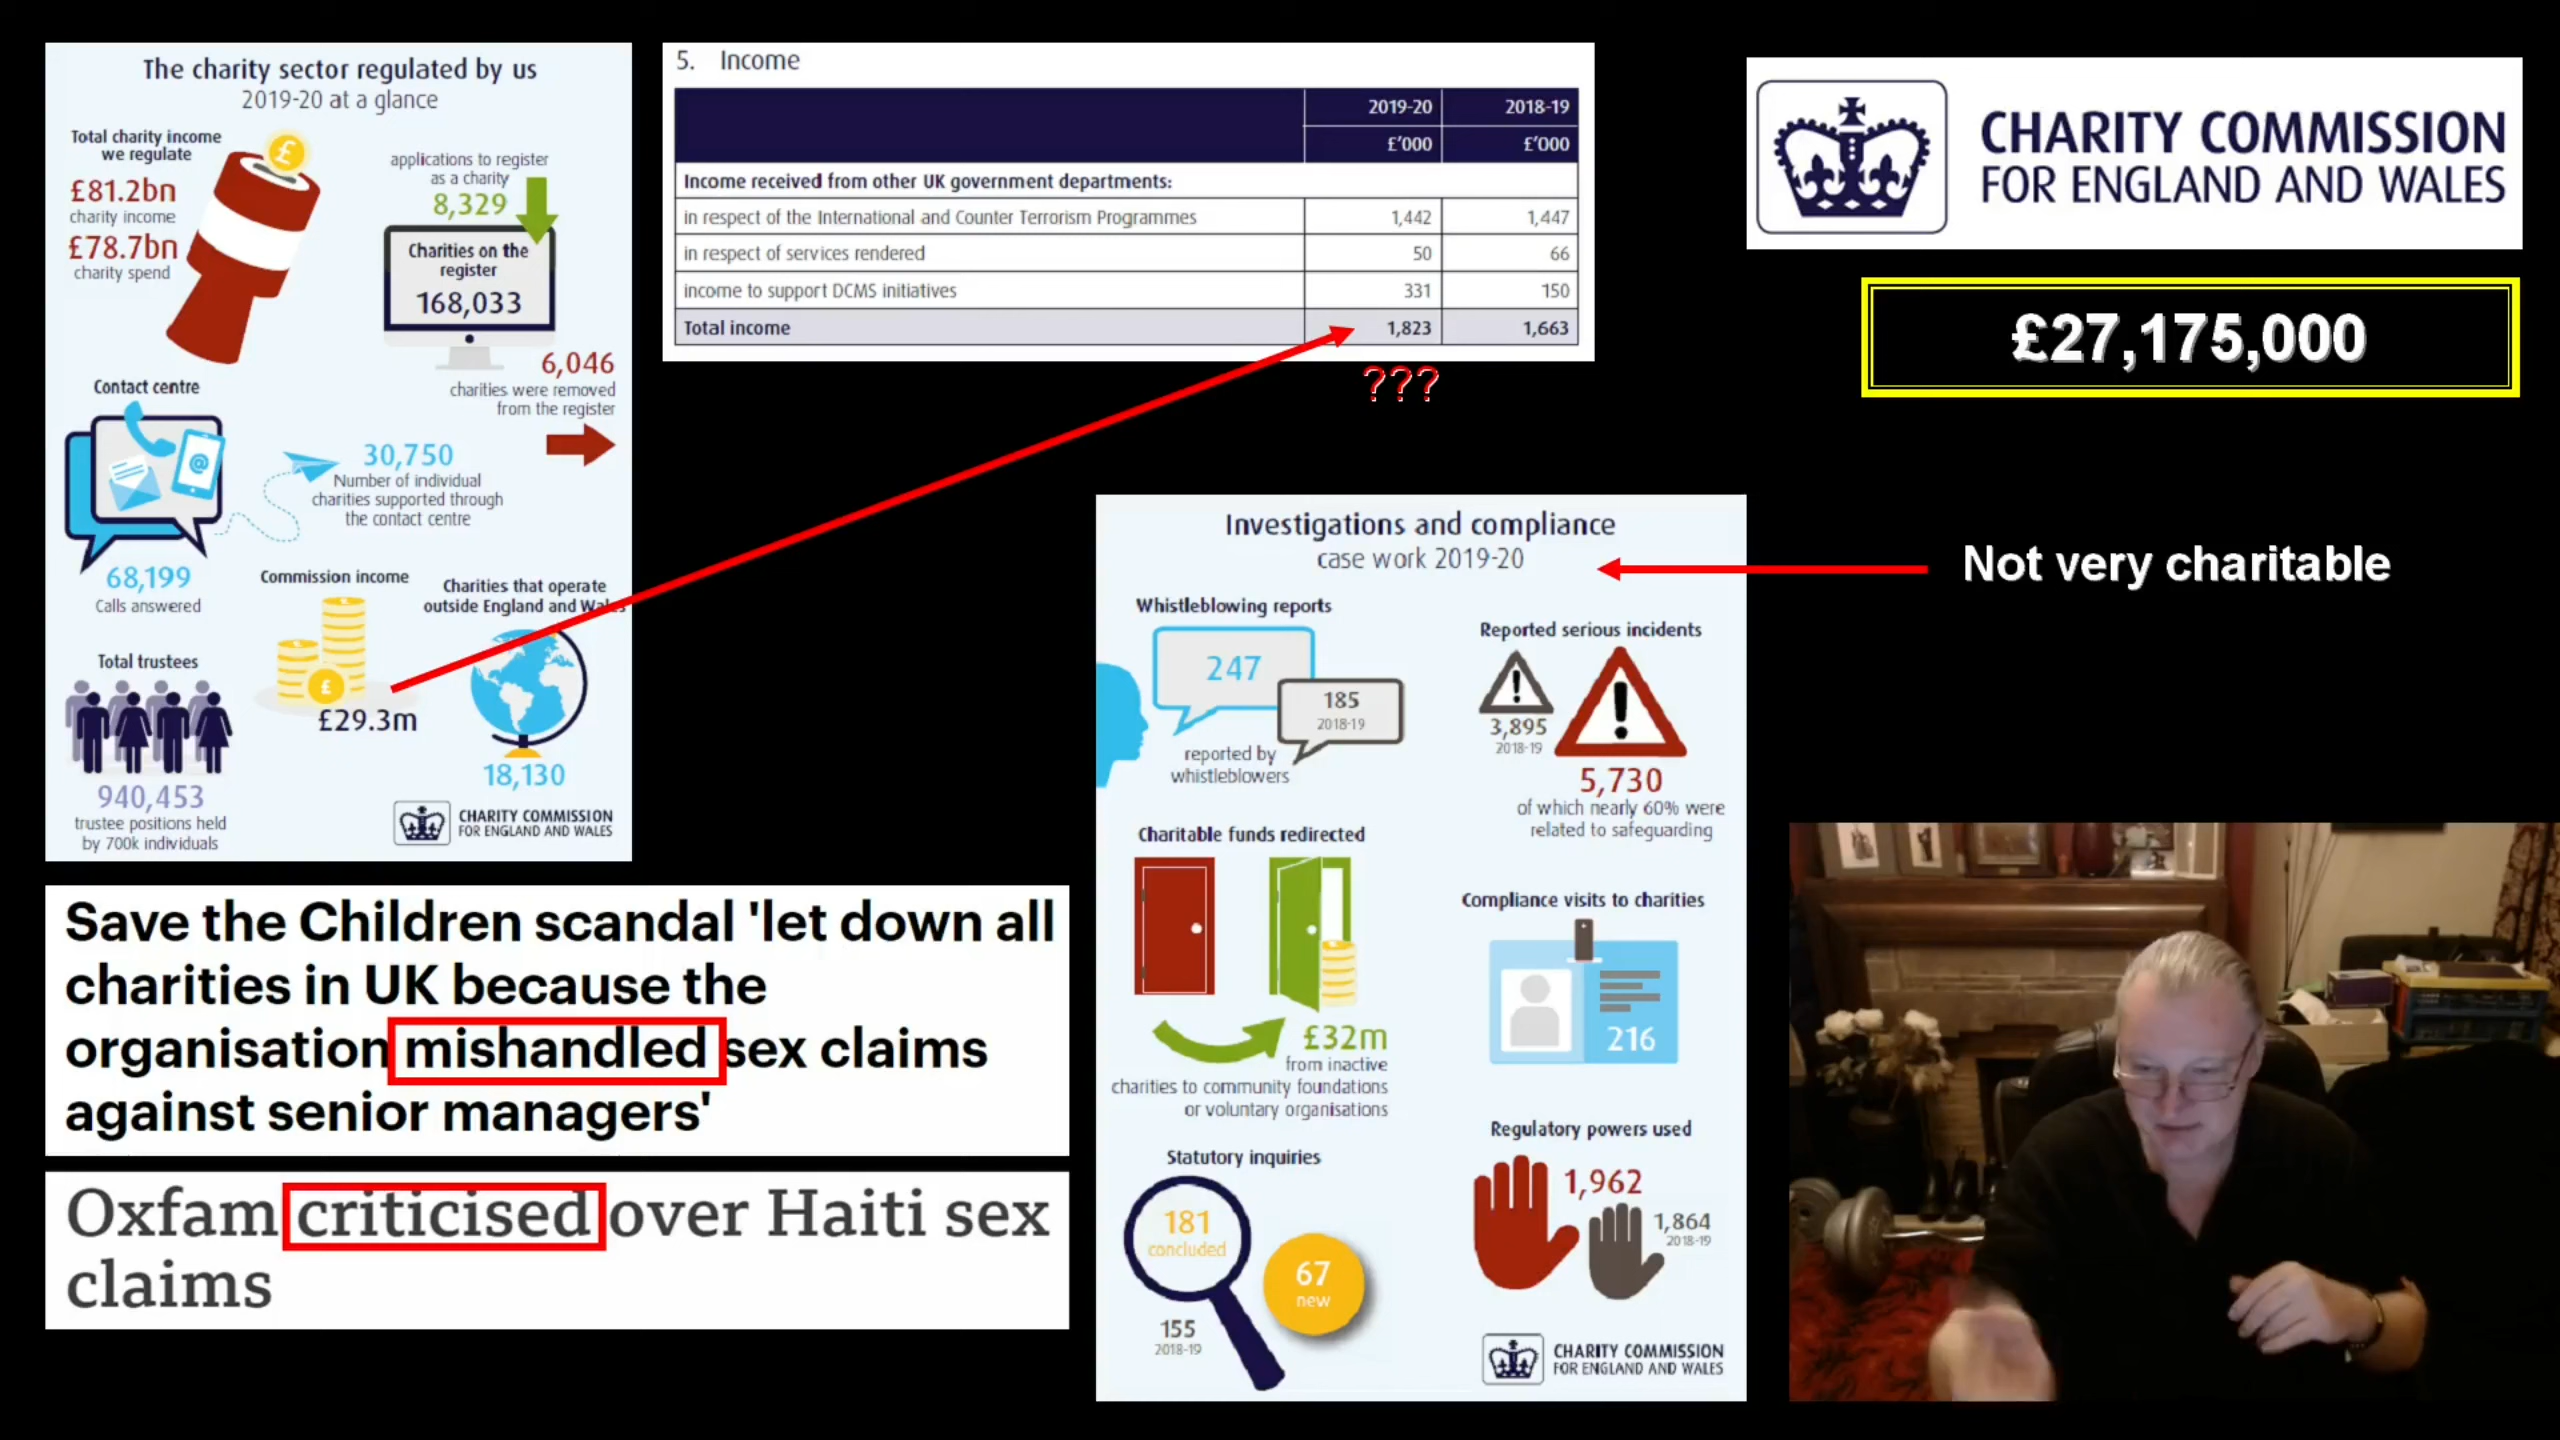 The charity sector regulated by us
2019-20 at a glance
Total charity income
we regulate
£81.2bn
charity income
£78.7bn
charity spend
applications to register
as a charity
8,329
Charities on the
register
168,033
6,046
charities were removed
from the register
Contact centre
30,750
Number of individual
charities supported through
the contact centre
68,199
Calls answered
Commission income
£29.3m
Charities that operate
outside England and Wales
18,130
Total trustees
940,453
trustee positions held
by 700k individuals
CHARITY COMMISSION
FOR ENGLAND AND WALES
5. Income
2019-20 2018-19
£'000 £'000
Income received from other UK government departments:
in respect of the International and Counter Terrorism Programmes 1,442 1,447
in respect of services rendered 50 66
income to support DCMS initiatives 331 150
Total income 1,823 1,663
???
CHARITY COMMISSION
FOR ENGLAND AND WALES
£27,175,000
Not very charitable
Investigations and compliance
case work 2019-20
Whistleblowing reports
247
185
2018-19
reported by
whistleblowers
Reported serious incidents
3,895
2018-19
5,730
of which nearly 60% were
related to safeguarding
Charitable funds redirected
£32m
from inactive
charities to community foundations
or voluntary organisations
Compliance visits to charities
216
Statutory inquiries
181
concluded
67
new
155
2018-19
Regulatory powers used
1,962
1,864
2018-19
CHARITY COMMISSION
FOR ENGLAND AND WALES
Save the Children scandal 'let down all
charities in UK because the
organisation mishandled sex claims
against senior managers'
Oxfam criticised over Haiti sex
claims